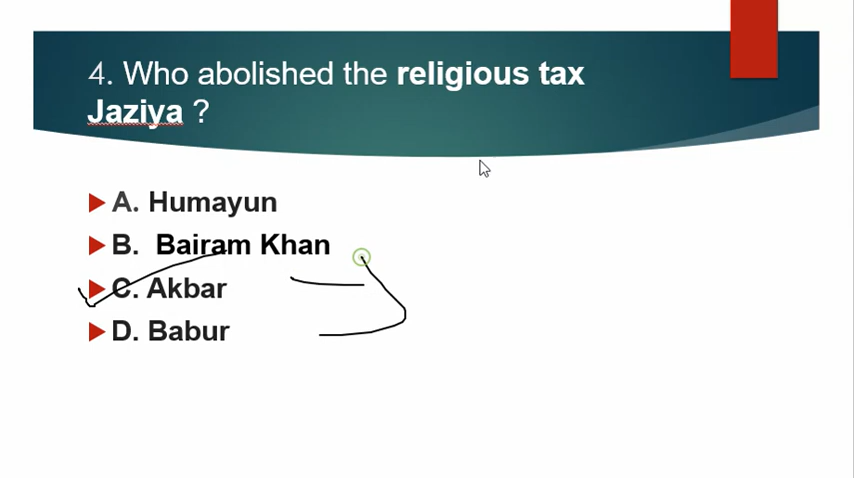 4. Who abolished the religious tax
Jaziya ?
A. Humayun
B. Bairam Khan
C. Akbar
D. Babur